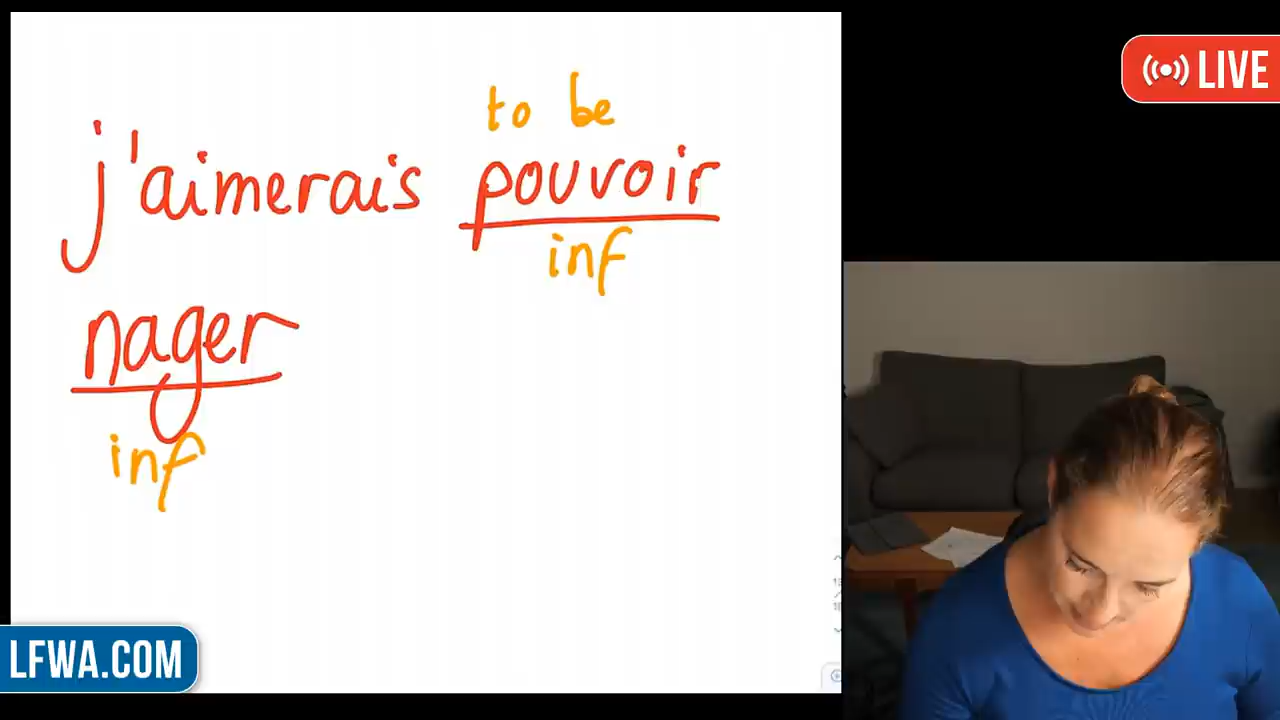 to be
j'aimerais pouvoir
inf
nager
inf
LIVE
LFWA.COM